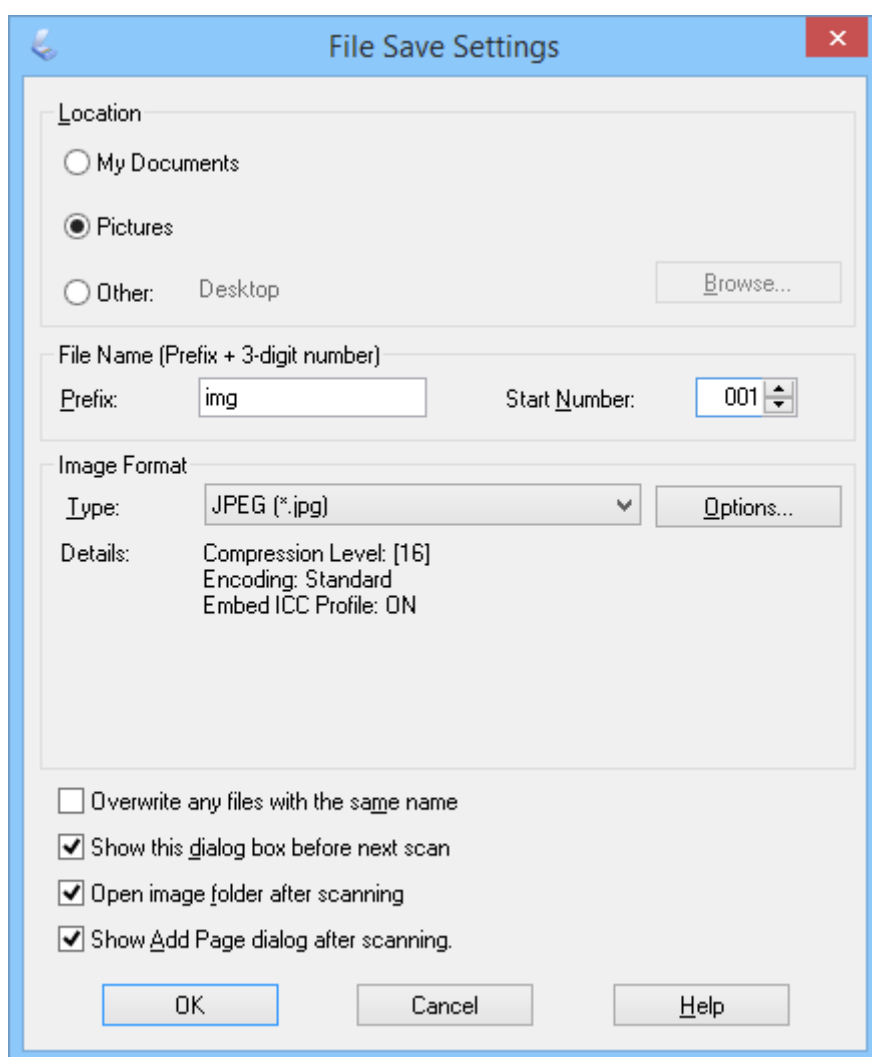 File Save Settings
Location
My Documents
Pictures
Other: Desktop Browse...
File Name (Prefix + 3-digit number)
Prefix: img Start Number: 001
Image Format
Type: JPEG (*.jpg) Options...
Details: Compression Level: [16]
Encoding: Standard
Embed ICC Profile: ON
Overwrite any files with the same name
Show this dialog box before next scan
Open image folder after scanning
Show Add Page dialog after scanning.
OK Cancel Help